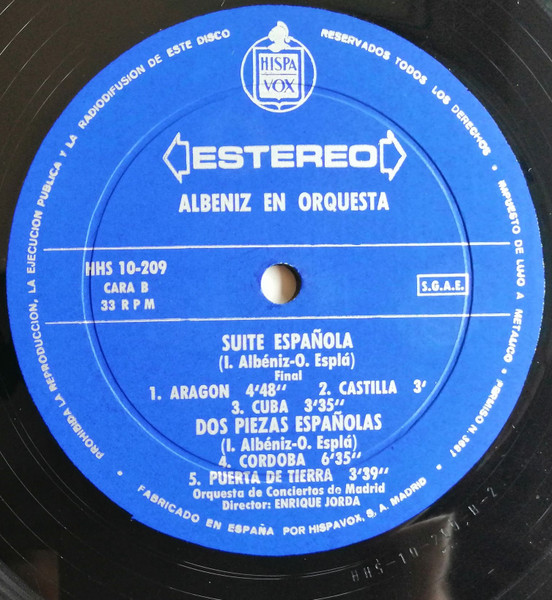 HISPA
VOX
ESTEREO
ALBENIZ EN ORQUESTA
HHS 10-209
CARA B
33 RPM
S.G.A.E.
SUITE ESPAÑOLA
(I. Albéniz-O. Esplá)
Final
1. ARAGON 4'48" 2. CASTILLA 3'
3. CUBA 3'35"
DOS PIEZAS ESPAÑOLAS
(I. Albéniz-O. Esplá)
4. CORDOBA 6'35"
5. PUERTA DE TIERRA 3'39"
Orquesta de Conciertos de Madrid
Director: ENRIQUE JORDA
PROHIBIDA LA REPRODUCCION, LA EJECUCION PUBLICA Y LA RADIODIFUSION DE ESTE DISCO
RESERVADOS TODOS LOS DERECHOS • IMPUESTO DE LUJO A METALICO • PERMISO N. 3687
• FABRICADO EN ESPAÑA POR HISPAVOX, S. A. MADRID •